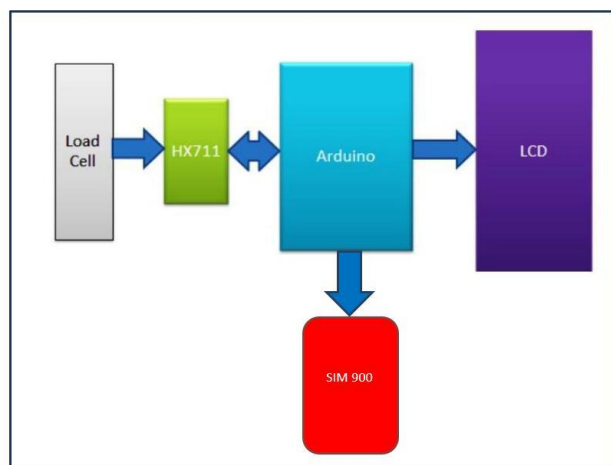 Load
Cell
HX711
Arduino
LCD
SIM 900